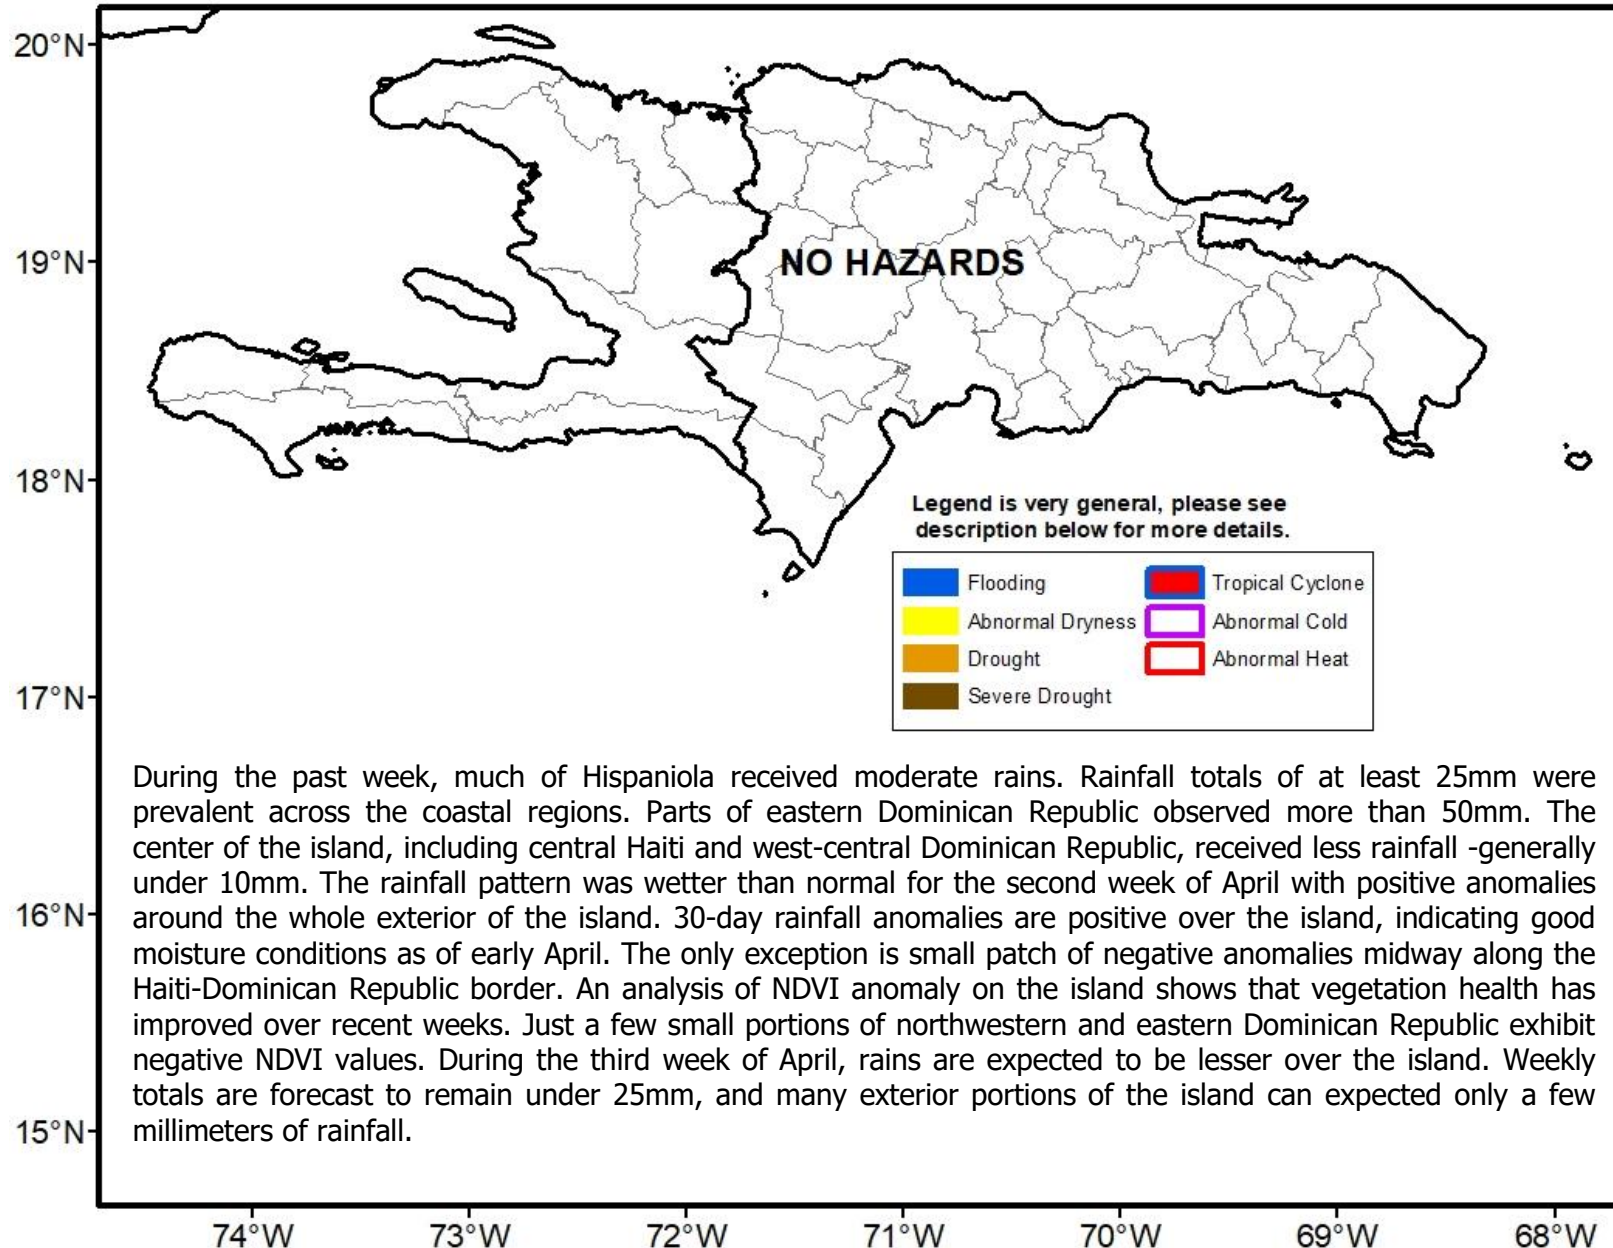 20°N
19°N
18°N
17°N
16°N
15°N
NO HAZARDS
Legend is very general, please see
description below for more details.
Flooding
Tropical Cyclone
Abnormal Dryness
Abnormal Cold
Drought
Abnormal Heat
Severe Drought
During the past week, much of Hispaniola received moderate rains. Rainfall totals of at least 25mm were
prevalent across the coastal regions. Parts of eastern Dominican Republic observed more than 50mm. The
center of the island, including central Haiti and west-central Dominican Republic, received less rainfall -generally
under 10mm. The rainfall pattern was wetter than normal for the second week of April with positive anomalies
around the whole exterior of the island. 30-day rainfall anomalies are positive over the island, indicating good
moisture conditions as of early April. The only exception is small patch of negative anomalies midway along the
Haiti-Dominican Republic border. An analysis of NDVI anomaly on the island shows that vegetation health has
improved over recent weeks. Just a few small portions of northwestern and eastern Dominican Republic exhibit
negative NDVI values. During the third week of April, rains are expected to be lesser over the island. Weekly
totals are forecast to remain under 25mm, and many exterior portions of the island can expected only a few
millimeters of rainfall.
74°W
73°W
72°W
71°W
70°W
69°W
68°W